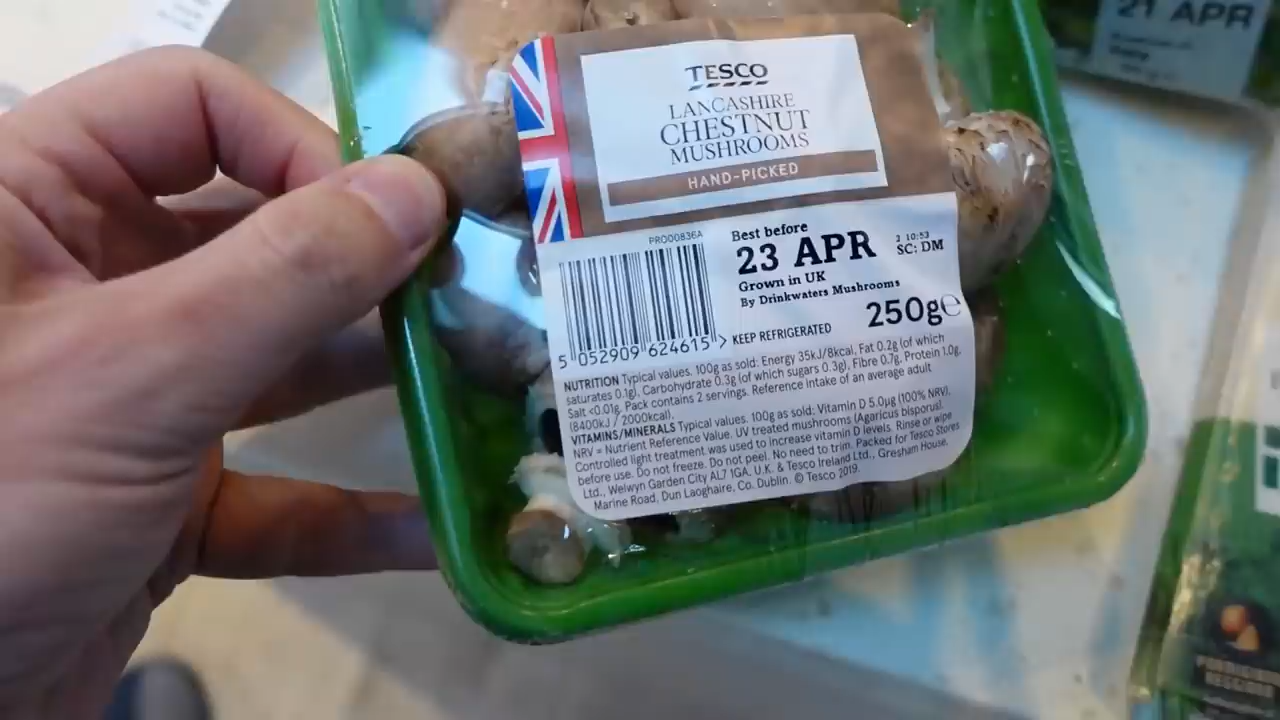 TESCO
LANCASHIRE
CHESTNUT
MUSHROOMS
HAND-PICKED
21 APR
PRO00836A
Best before
23 APR
2 10:53
SC: DM
Grown in UK
By Drinkwaters Mushrooms
250g℮
KEEP REFRIGERATED
5 052909 624615 >
NUTRITION Typical values. 100g as sold: Energy 35kJ/8kcal, Fat 0.2g (of which
saturates 0.1g), Carbohydrate 0.3g (of which sugars 0.3g), Fibre 0.7g, Protein 1.0g,
Salt <0.01g. Pack contains 2 servings. Reference intake of an average adult
(8400kJ / 2000kcal).
VITAMINS/MINERALS Typical values. 100g as sold: Vitamin D 5.0µg (100% NRV).
NRV = Nutrient Reference Value. UV treated mushrooms (Agaricus bisporus).
Controlled light treatment was used to increase vitamin D levels. Rinse or wipe
before use. Do not freeze. Do not peel. No need to trim. Packed for Tesco Stores
Ltd., Welwyn Garden City AL7 1GA, U.K. & Tesco Ireland Ltd., Gresham House,
Marine Road, Dun Laoghaire, Co. Dublin. © Tesco 2019.